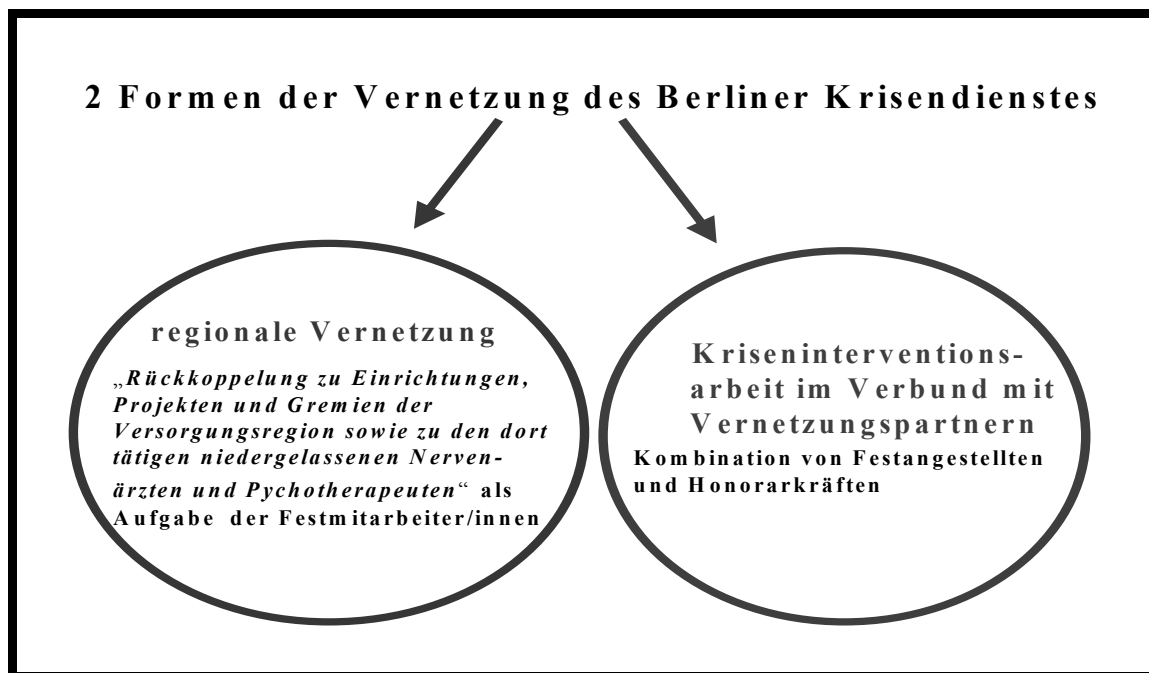 2 Formen der Vernetzung des Berliner Krisendienstes
regionale Vernetzung
„Rückkoppelung zu Einrichtungen,
Projekten und Gremien der
Versorgungsregion sowie zu den dort
tätigen niedergelassenen Nerven-
ärzten und Pychotherapeuten“ als
Aufgabe der Festmitarbeiter/innen
Kriseninterventions-
arbeit im Verbund mit
Vernetzungspartnern
Kombination von Festangestellten
und Honorarkräften